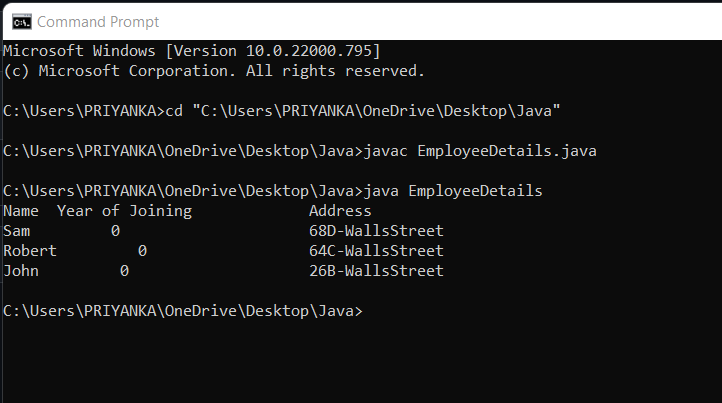 Command Prompt
Microsoft Windows [Version 10.0.22000.795]
(c) Microsoft Corporation. All rights reserved.
C:\Users\PRIYANKA>cd "C:\Users\PRIYANKA\OneDrive\Desktop\Java"
C:\Users\PRIYANKA\OneDrive\Desktop\Java>javac EmployeeDetails.java
C:\Users\PRIYANKA\OneDrive\Desktop\Java>java EmployeeDetails
Name  Year of Joining             Address
Sam         0                     68D-WallsStreet
Robert         0                  64C-WallsStreet
John         0                    26B-WallsStreet
C:\Users\PRIYANKA\OneDrive\Desktop\Java>